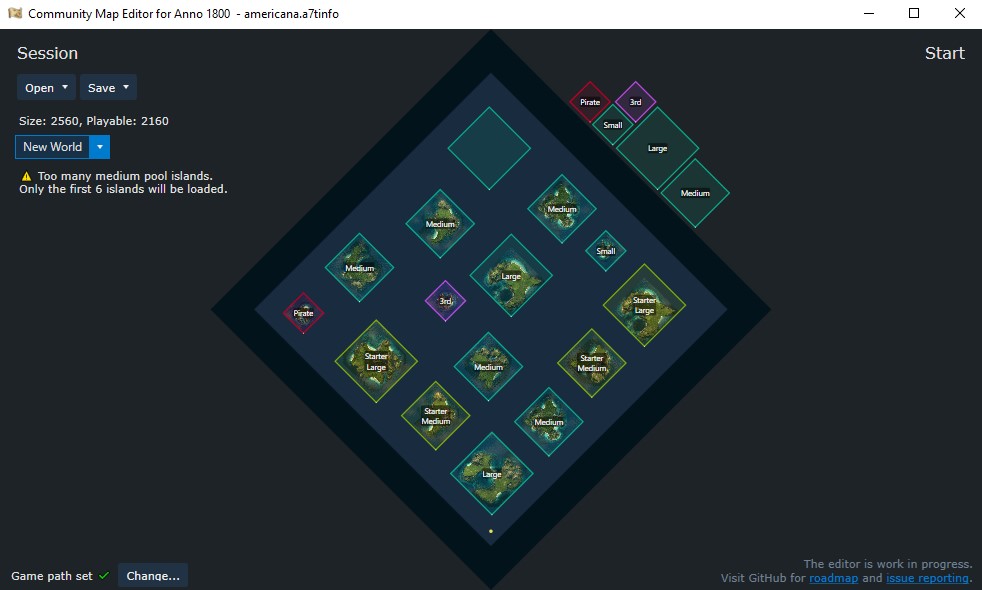 Community Map Editor for Anno 1800 - americana.a7tinfo
Session
Start
Open
Save
Size: 2560, Playable: 2160
New World
Too many medium pool islands.
Only the first 6 islands will be loaded.
Pirate
3rd
Small
Large
Medium
Medium
Medium
Small
Medium
Large
3rd
Starter
Large
Pirate
Starter
Large
Medium
Starter
Medium
Starter
Medium
Medium
Large
Game path set
Change...
The editor is work in progress.
Visit GitHub for roadmap and issue reporting.